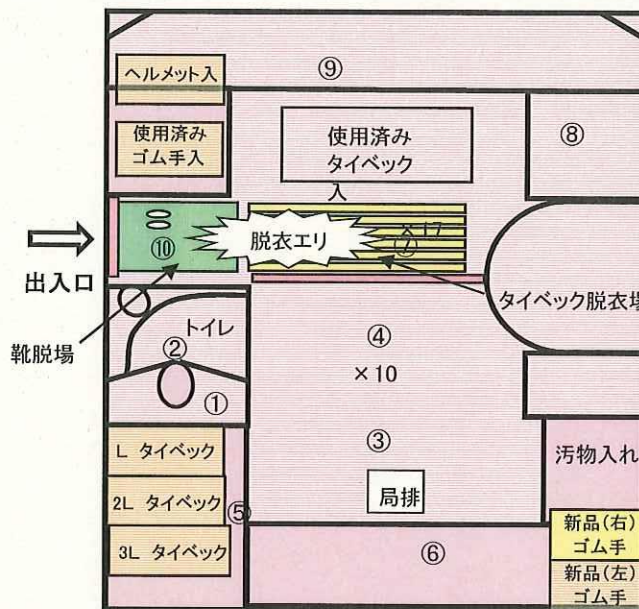 ⑨
ヘルメット入
使用済み
ゴム手入
使用済み
タイベック
入
⑧
×17
⑦
⑩
脱衣エリ
出入口
タイベック脱衣場
靴脱場
トイレ
②
①
④
×10
③
局排
L タイベック
2L タイベック
3L タイベック
⑤
⑥
汚物入れ
新品(右)
ゴム手
新品(左)
ゴム手